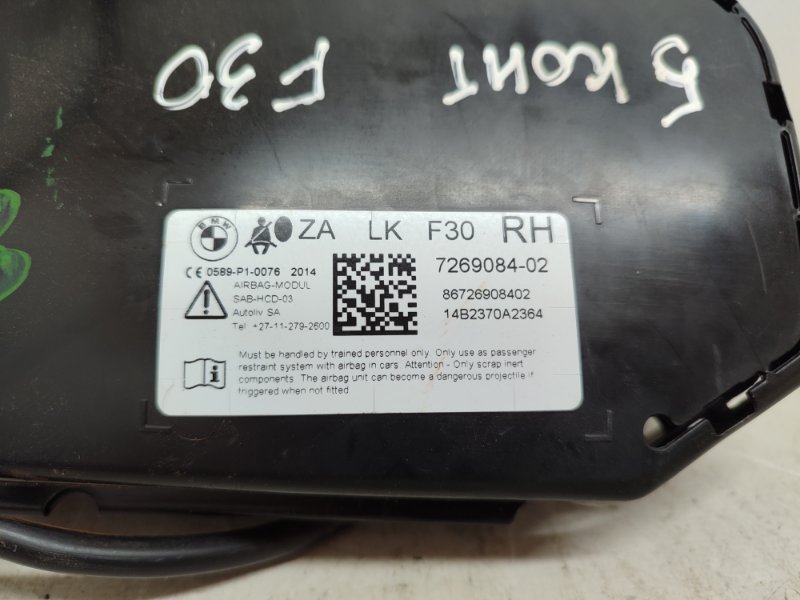 Б конт F30
BMW
ZA LK F30 RH
CE 0589-P1-0076 2014
7269084-02
AIRBAG-MODUL
SAB-HCD-03
Autoliv SA
Tel: +27-11-279-2600
86726908402
14B2370A2364
Must be handled by trained personnel only. Only use as passenger
restraint system with airbag in cars. Attention - Only scrap inert
components. The airbag unit can become a dangerous projectile if
triggered when not fitted.